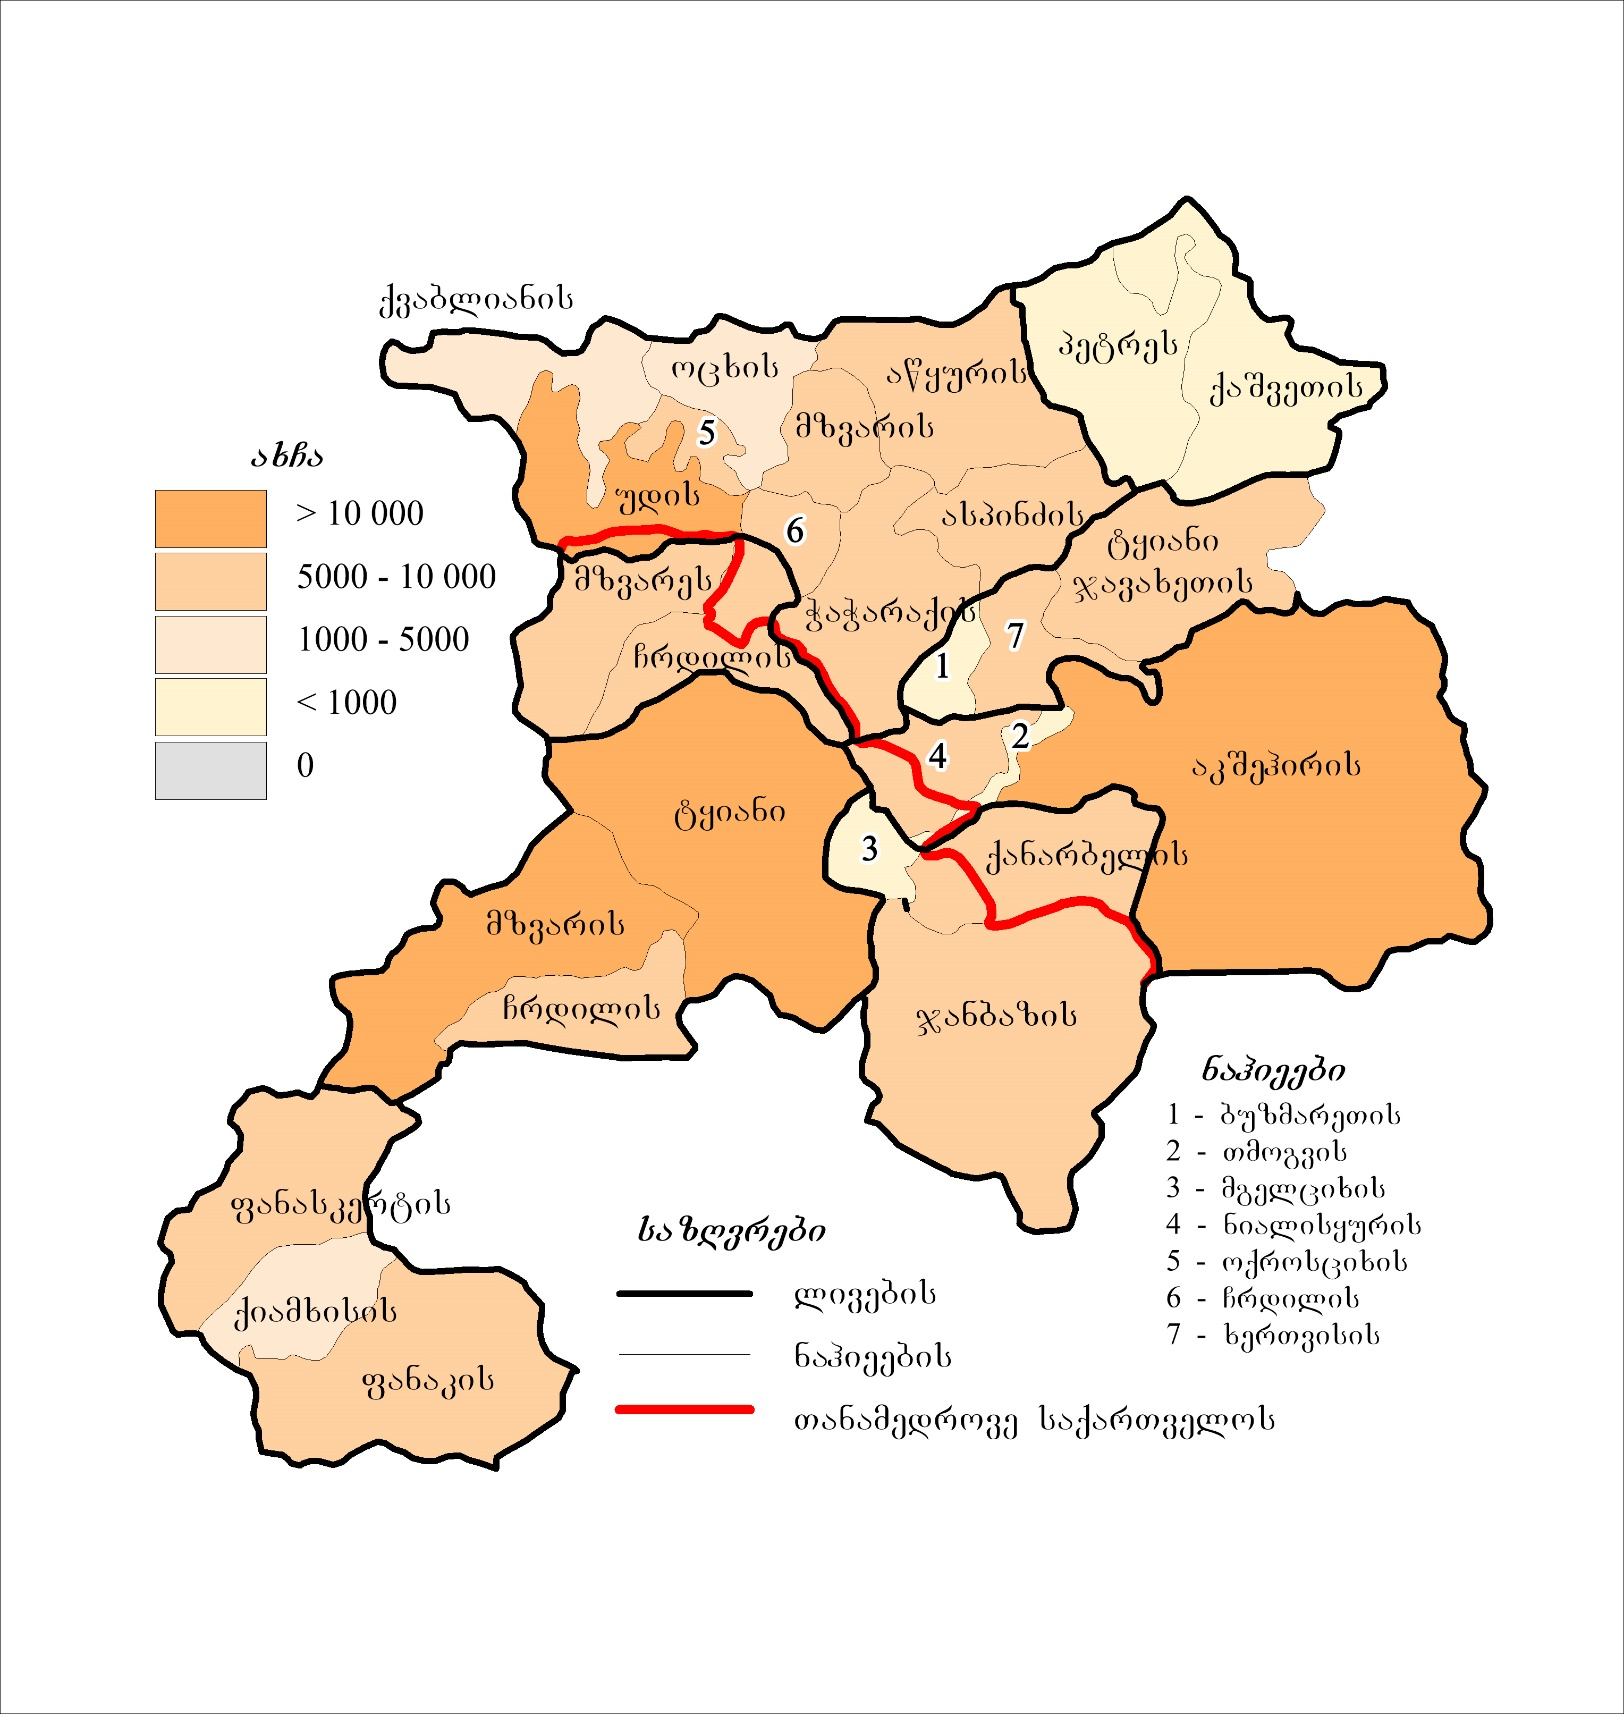 ქვაბლიანის
ოცხის
აწყურის
პეტრეს
ქაშვეთის
მზვარის
5
უდის
6
ასპინძის
ტყიანი
ჯავახეთის
მზვარეს
ჭაჭარაქის
7
ჩრდილის
1
2
4
აკშეჰირის
ტყიანი
3
ქანარბელის
მზვარის
ჩრდილის
ჯანბაზის
ფანასკერტის
ქიამხისის
ფანაკის
ახჩა
> 10 000
5000 - 10 000
1000 - 5000
< 1000
0
ნაჰიეები
1 - ბუზმარეთის
2 - თმოგვის
3 - მგელციხის
4 - ნიალისყურის
5 - ოქროსციხის
6 - ჩრდილის
7 - ხერთვისის
საზღვრები
ლივების
ნაჰიეების
თანამედროვე საქართველოს